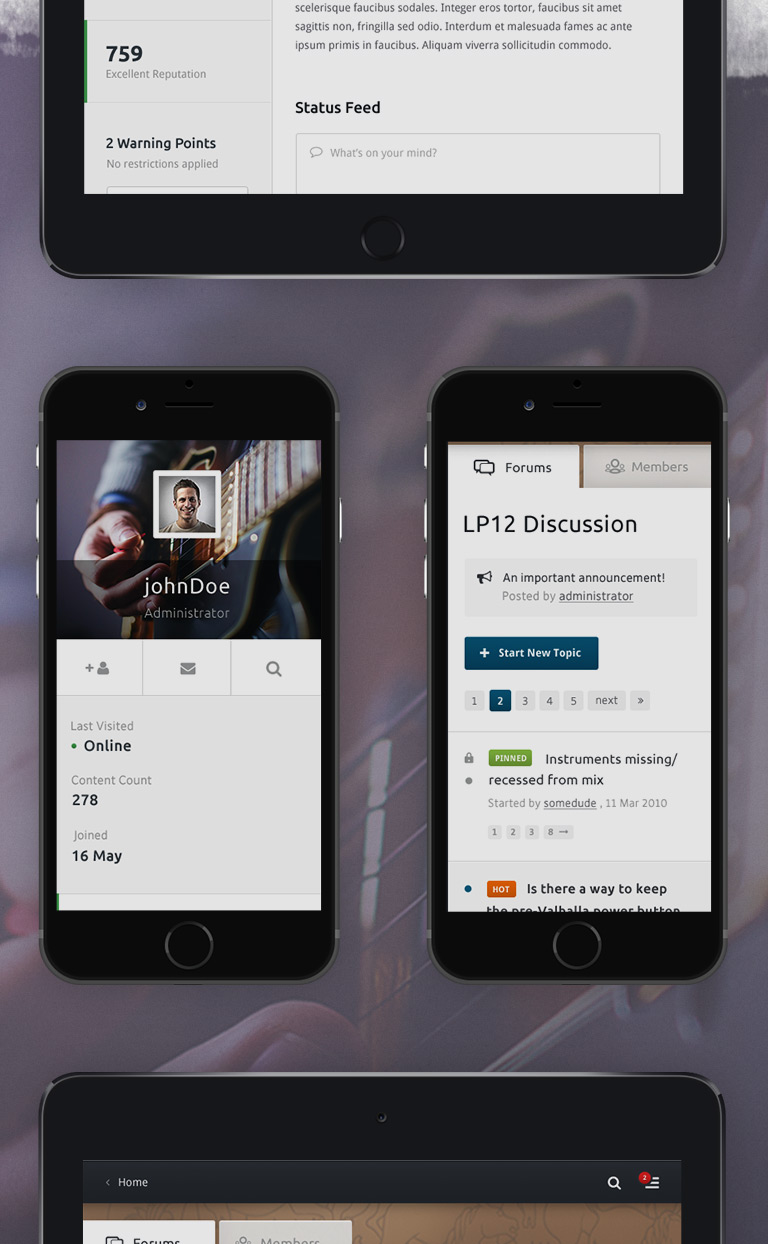 scelerisque faucibus sodales. Integer eros tortor, faucibus sit amet
sagittis non, fringilla sed odio. Interdum et malesuada fames ac ante
ipsum primis in faucibus. Aliquam viverra sollicitudin commodo.
759
Excellent Reputation
Status Feed
2 Warning Points
No restrictions applied
What's on your mind?
johnDoe
Administrator
Last Visited
Online
Content Count
278
Joined
16 May
Forums
Members
LP12 Discussion
An important announcement!
Posted by administrator
+ Start New Topic
1 2 3 4 5 next »
PINNED Instruments missing/
recessed from mix
Started by somedude , 11 Mar 2010
1 2 3 8 →
HOT Is there a way to keep
the pre-Valhalla power button
‹ Home
2
Forums
Members